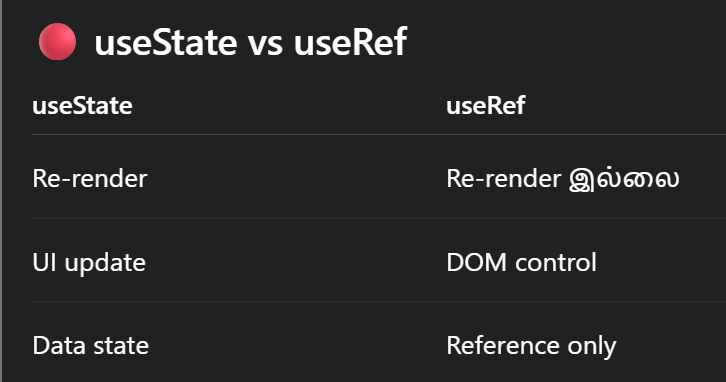 🔴 useState vs useRef
useState useRef
Re-render Re-render இல்லை
UI update DOM control
Data state Reference only